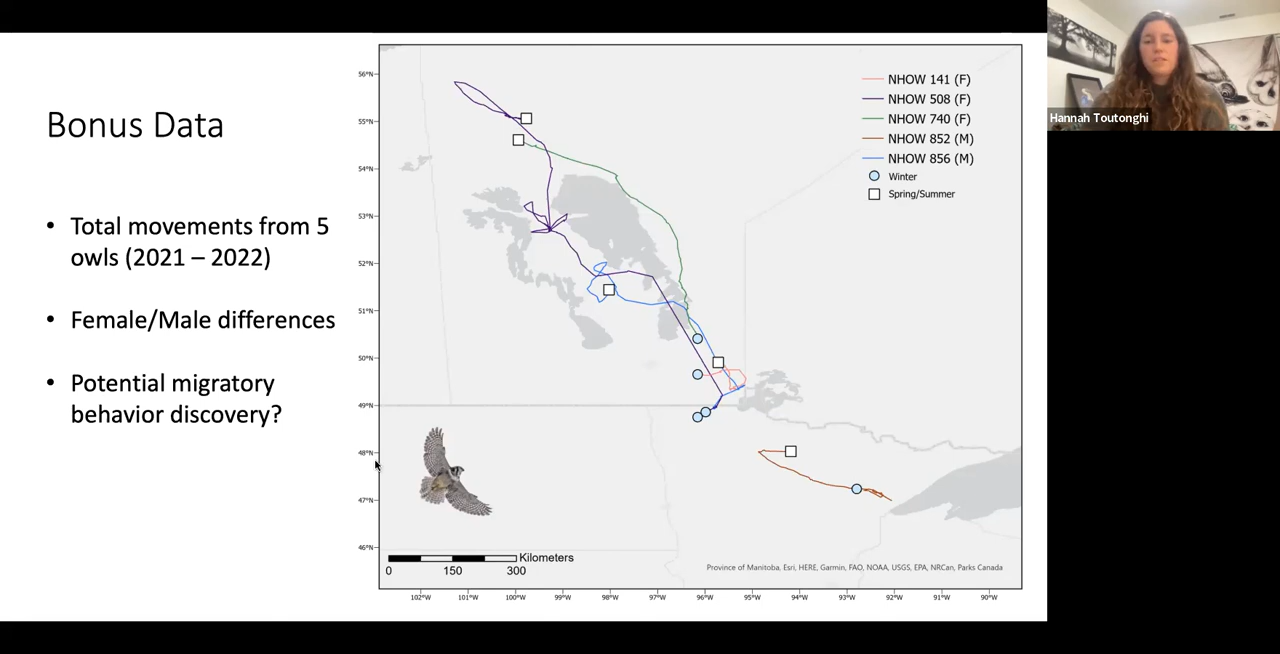 Bonus Data
• Total movements from 5
owls (2021 – 2022)
• Female/Male differences
• Potential migratory
behavior discovery?
56°N
55°N
54°N
53°N
52°N
51°N
50°N
49°N
48°N
47°N
46°N
NHOW 141 (F)
NHOW 508 (F)
NHOW 740 (F)
NHOW 852 (M)
NHOW 856 (M)
Winter
Spring/Summer
Kilometers
0 150 300
Province of Manitoba, Esri, HERE, Garmin, FAO, NOAA, USGS, EPA, NRCan, Parks Canada
102°W 101°W 100°W 99°W 98°W 97°W 96°W 95°W 94°W 93°W 92°W 91°W 90°W
Hannah Toutonghi